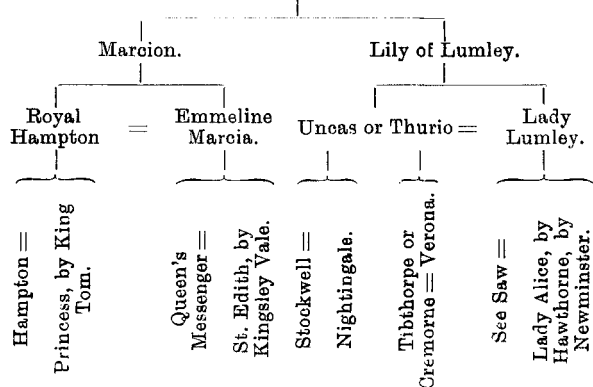 Marcion. Lily of Lumley.
Royal Hampton = Emmeline Marcia. Uncas or Thurio = Lady Lumley.
Hampton =
Princess, by King
Tom.
Queen's
Messenger =
St. Edith, by
Kingsley Vale.
Stockwell =
Nightingale.
Tibthorpe or
Cremorne = Verona.
See Saw =
Lady Alice, by
Hawthorne, by
Newminster.